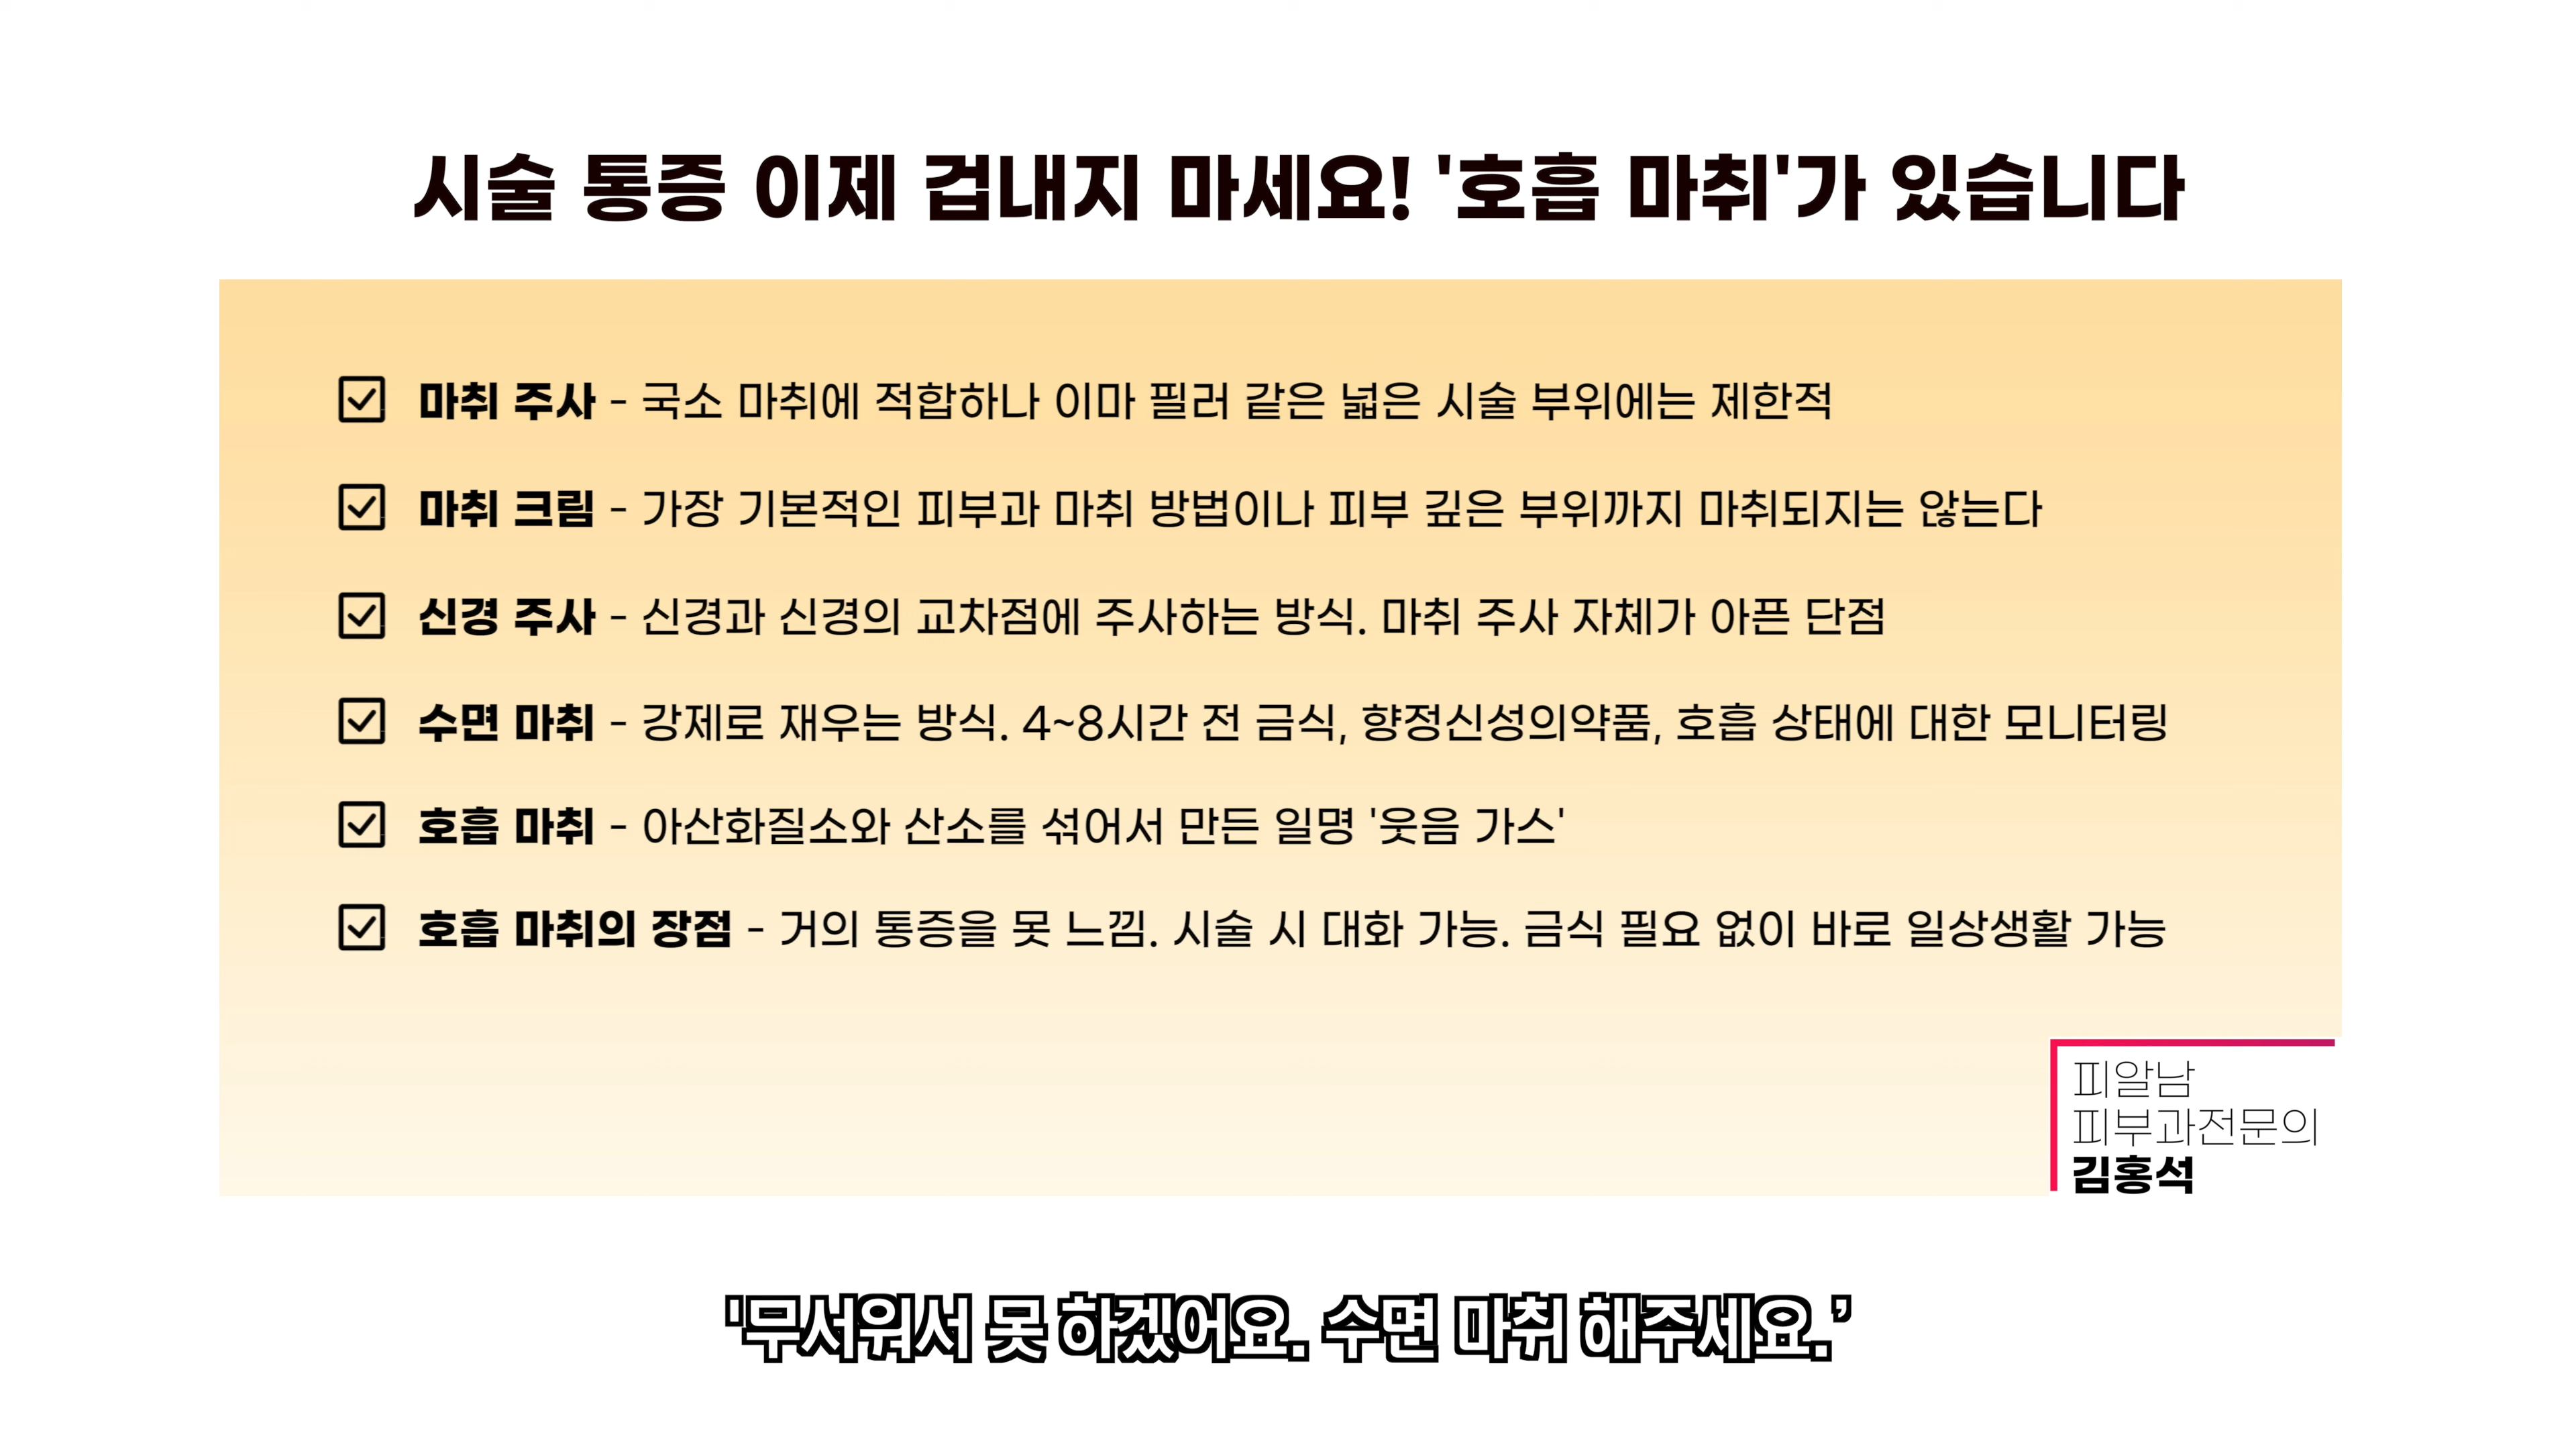 시술 통증 이제 겁내지 마세요! '호흡 마취'가 있습니다
마취 주사 - 국소 마취에 적합하나 이마 필러 같은 넓은 시술 부위에는 제한적
마취 크림 - 가장 기본적인 피부과 마취 방법이나 피부 깊은 부위까지 마취되지는 않는다
신경 주사 - 신경과 신경의 교차점에 주사하는 방식. 마취 주사 자체가 아픈 단점
수면 마취 - 강제로 재우는 방식. 4~8시간 전 금식, 향정신성의약품, 호흡 상태에 대한 모니터링
호흡 마취 - 아산화질소와 산소를 섞어서 만든 일명 '웃음 가스'
호흡 마취의 장점 - 거의 통증을 못 느낌. 시술 시 대화 가능. 금식 필요 없이 바로 일상생활 가능
피알남
피부과전문의
김홍석
'무서워서 못 하겠어요. 수면 마취 해주세요.’